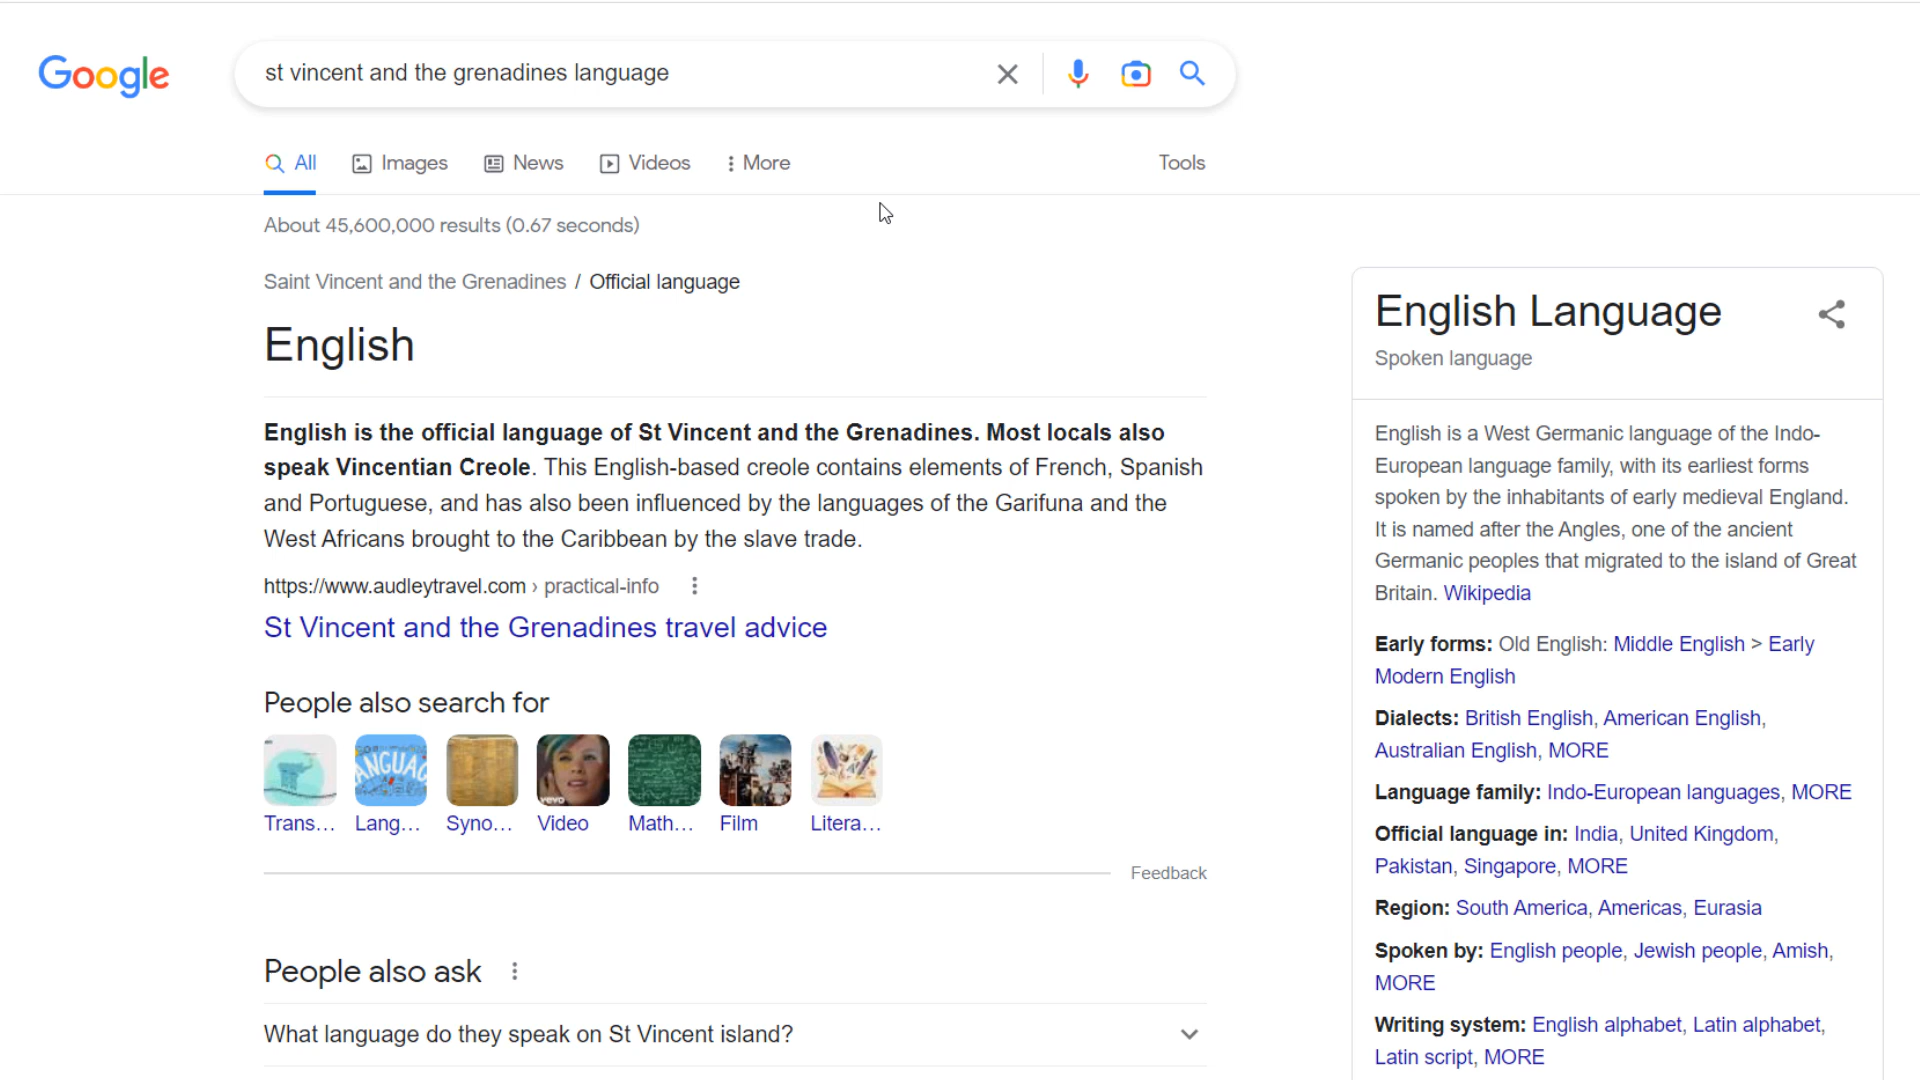 Google
st vincent and the grenadines language
All Images News Videos More Tools
About 45,600,000 results (0.67 seconds)
Saint Vincent and the Grenadines / Official language
English
English is the official language of St Vincent and the Grenadines. Most locals also
speak Vincentian Creole. This English-based creole contains elements of French, Spanish
and Portuguese, and has also been influenced by the languages of the Garifuna and the
West Africans brought to the Caribbean by the slave trade.
https://www.audleytravel.com › practical-info
St Vincent and the Grenadines travel advice
People also search for
ANGUAG
vevo
Trans... Lang... Syno... Video Math... Film Litera...
Feedback
People also ask
What language do they speak on St Vincent island?
English Language
Spoken language
English is a West Germanic language of the Indo-
European language family, with its earliest forms
spoken by the inhabitants of early medieval England.
It is named after the Angles, one of the ancient
Germanic peoples that migrated to the island of Great
Britain. Wikipedia
Early forms: Old English: Middle English > Early
Modern English
Dialects: British English, American English,
Australian English, MORE
Language family: Indo-European languages, MORE
Official language in: India, United Kingdom,
Pakistan, Singapore, MORE
Region: South America, Americas, Eurasia
Spoken by: English people, Jewish people, Amish,
MORE
Writing system: English alphabet, Latin alphabet,
Latin script, MORE